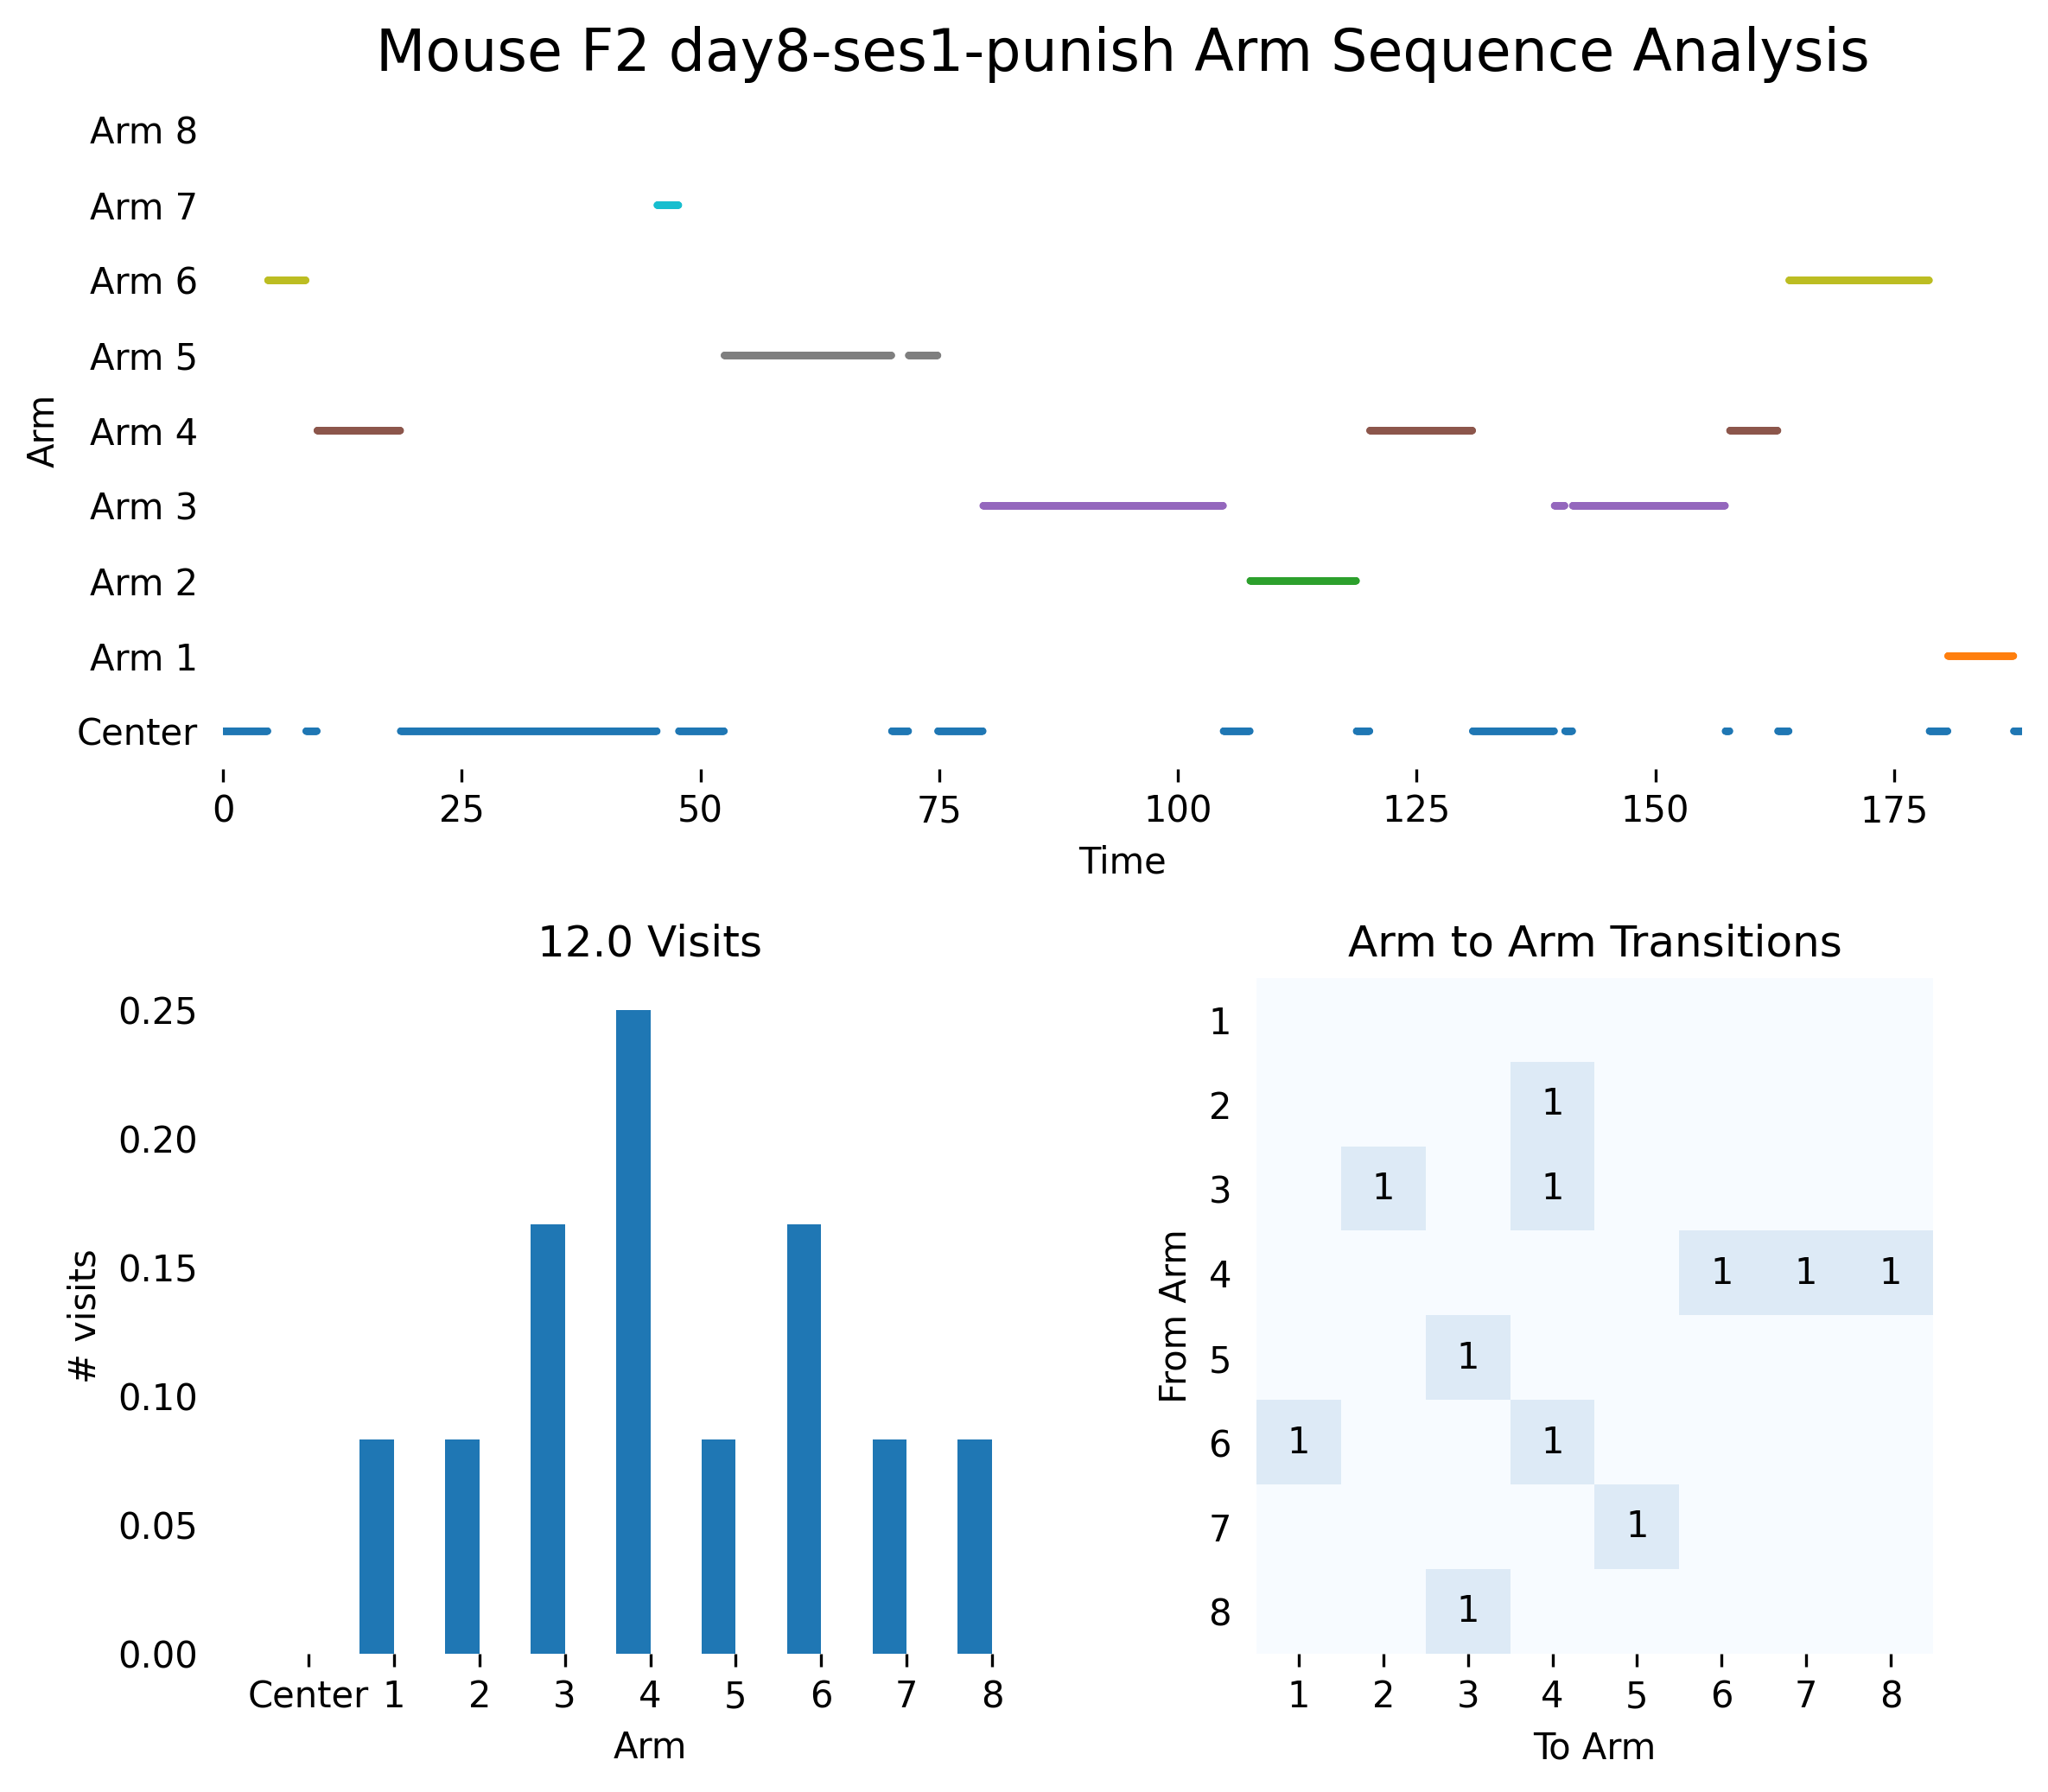 Mouse F2 day8-ses1-punish Arm Sequence Analysis
Arm 8
Arm 7
Arm 6
Arm 5
Arm 4
Arm 3
Arm 2
Arm 1
Center
Arm
0 25 50 75 100 125 150 175
Time
12.0 Visits
0.25
0.20
0.15
0.10
0.05
0.00
# visits
Center 1 2 3 4 5 6 7 8
Arm
Arm to Arm Transitions
From Arm
1
2 1
3 1 1
4 1 1 1
5 1
6 1 1
7 1
8 1
1 2 3 4 5 6 7 8
To Arm